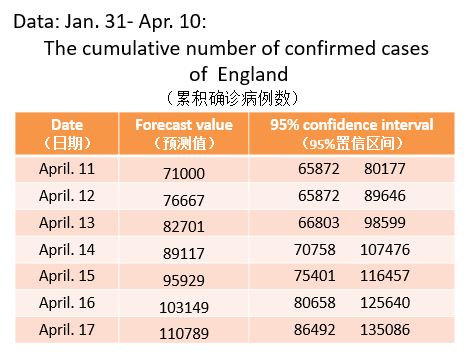 Data: Jan. 31- Apr. 10:
The cumulative number of confirmed cases
of England
（累积确诊病例数）
Date Forecast value 95% confidence interval
（日期） （预测值） （95%置信区间）
April. 11 71000 65872 80177
April. 12 76667 65872 89646
April. 13 82701 66803 98599
April. 14 89117 70758 107476
April. 15 95929 75401 116457
April. 16 103149 80658 125640
April. 17 110789 86492 135086